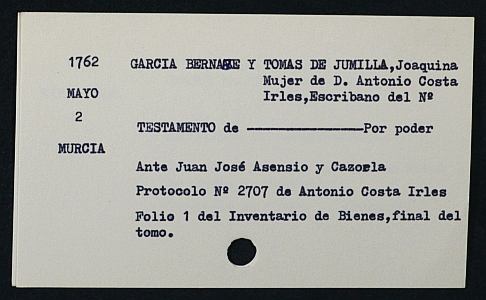 1762
MAYO
2
MURCIA
GARCIA BERNABE Y TOMAS DE JUMILLA,Joaquina
Mujer de D. Antonio Costa
Irles,Escribano del Nº
TESTAMENTO de ————————Por poder
Ante Juan José Asensio y Cazorla
Protocolo Nº 2707 de Antonio Costa Irles
Folio 1 del Inventario de Bienes,final del
tomo.